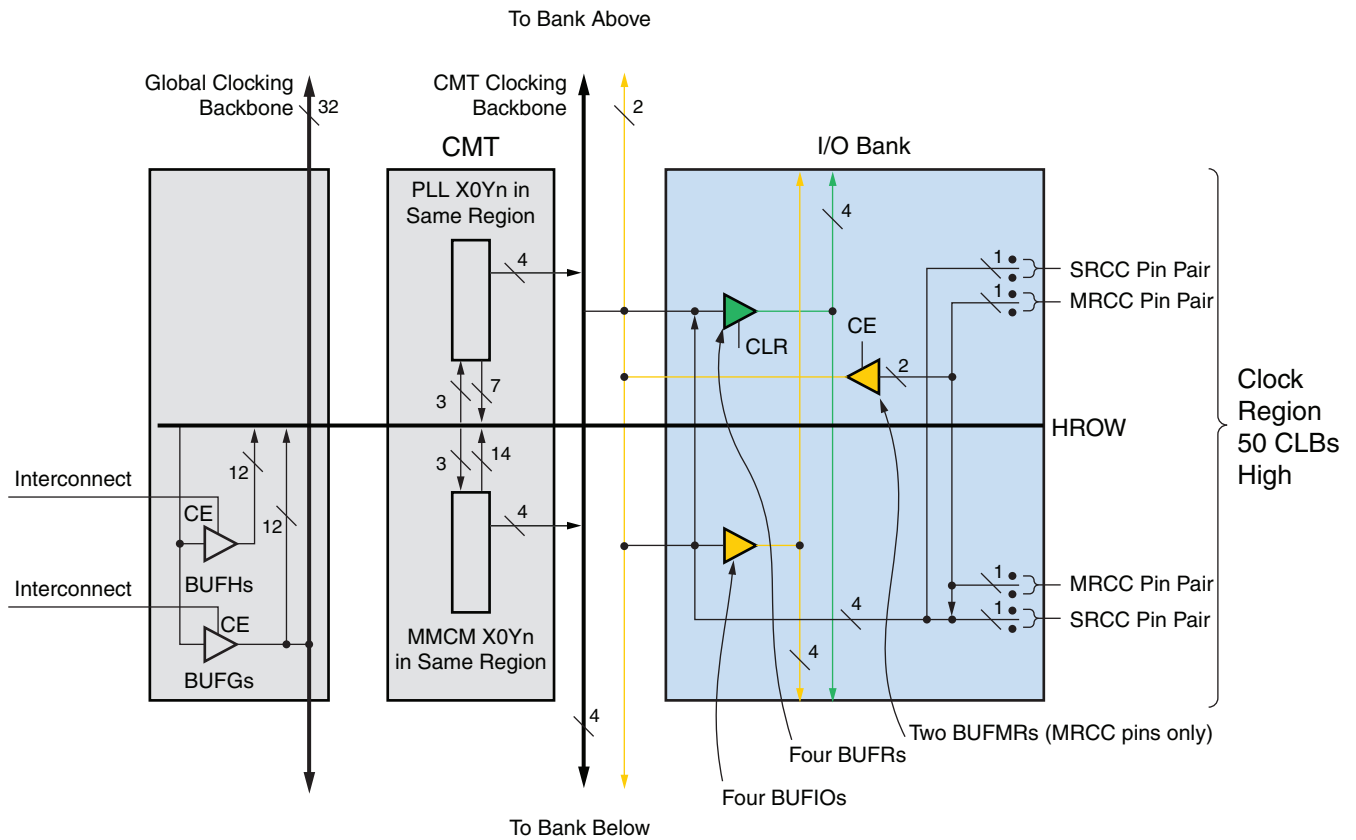 To Bank Above
Global Clocking
Backbone
32
CMT Clocking
Backbone
2
CMT
I/O Bank
PLL X0Yn in
Same Region
4
4
1
SRCC Pin Pair
1
MRCC Pin Pair
CLR
CE
2
3
7
Clock
Region
50 CLBs
High
HROW
3
14
12
12
Interconnect
CE
BUFHs
4
Interconnect
CE
BUFGs
MMCM X0Yn
in Same Region
1
MRCC Pin Pair
4
1
SRCC Pin Pair
4
4
Two BUFMRs (MRCC pins only)
Four BUFRs
Four BUFIOs
To Bank Below